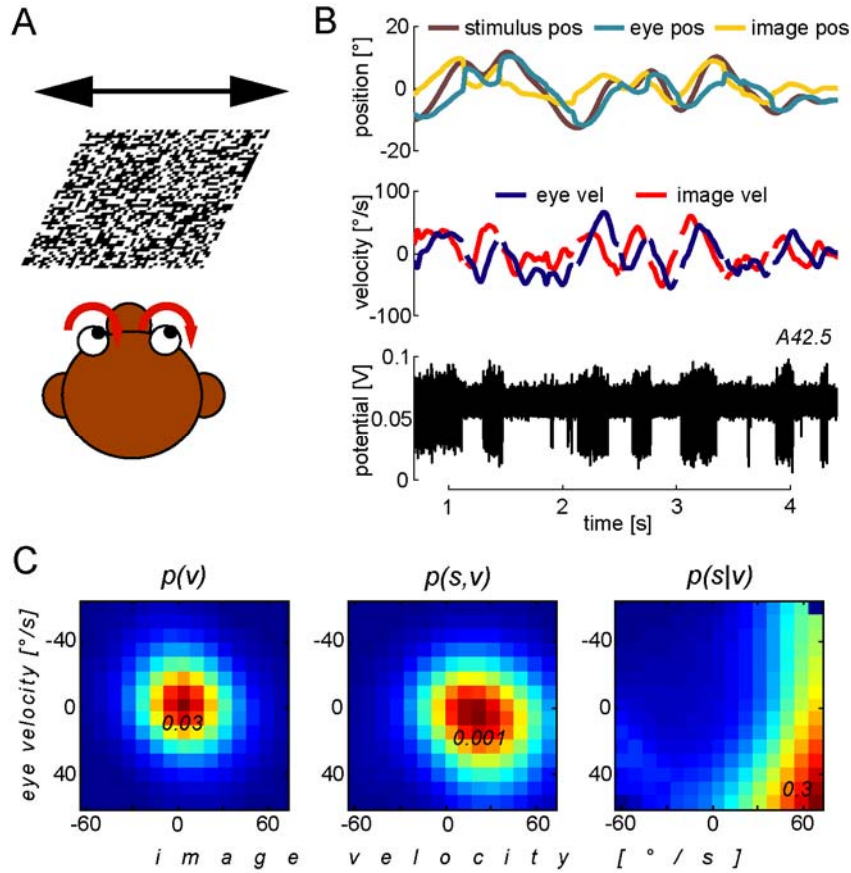 A
B
stimulus pos eye pos image pos
position [°]
20
0
-20
eye vel image vel
velocity [°/s]
100
0
-100
A42.5
potential [V]
0.1
0.05
0
1 2 3 4
time [s]
C
p(v) p(s,v) p(s|v)
eye velocity [°/s]
-40
0
40
0.03
0.001
0.3
-60 0 60
-60 0 60
-60 0 60
image velocity [°/s]